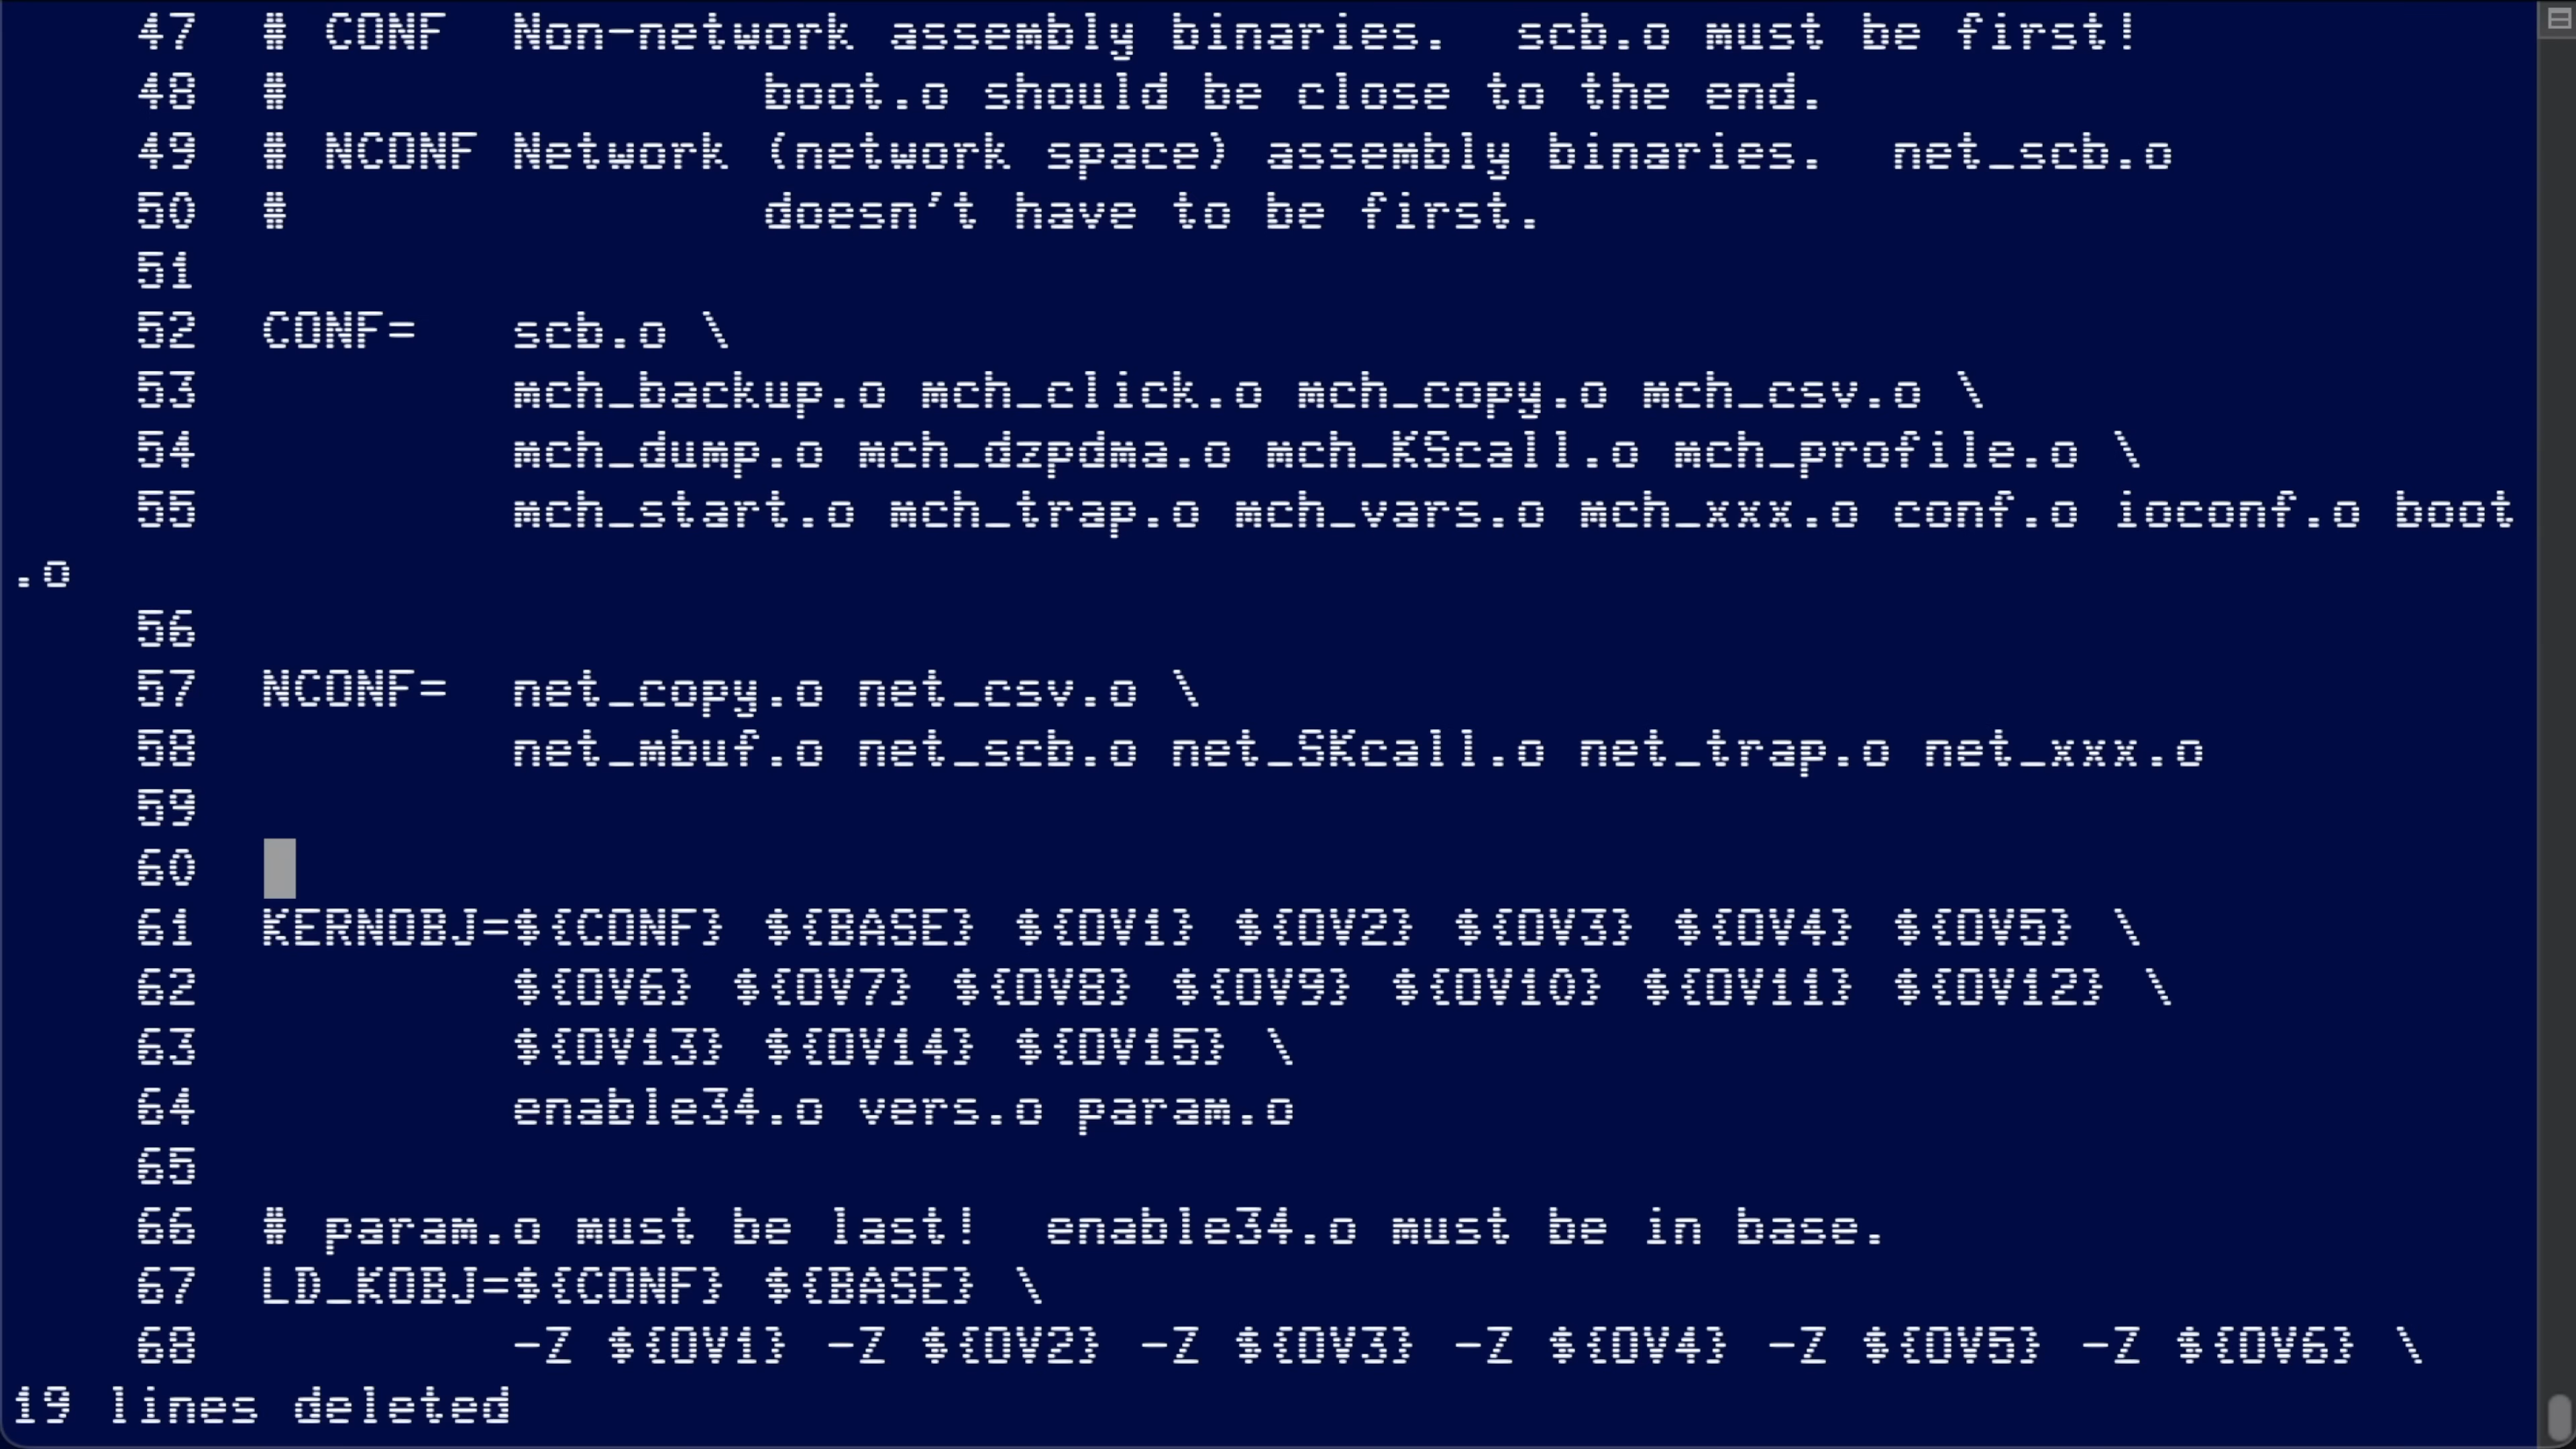 47  # CONF  Non-network assembly binaries.  scb.o must be first!
48  #               boot.o should be close to the end.
49  # NCONF Network (network space) assembly binaries.  net_scb.o
50  #               doesn't have to be first.
51
52  CONF=   scb.o \
53          mch_backup.o mch_click.o mch_copy.o mch_csv.o \
54          mch_dump.o mch_dzpdma.o mch_KScall.o mch_profile.o \
55          mch_start.o mch_trap.o mch_vars.o mch_xxx.o conf.o ioconf.o boot
.o
56
57  NCONF=  net_copy.o net_csv.o \
58          net_mbuf.o net_scb.o net_SKcall.o net_trap.o net_xxx.o
59
60
61  KERNOBJ=${CONF} ${BASE} ${OV1} ${OV2} ${OV3} ${OV4} ${OV5} \
62          ${OV6} ${OV7} ${OV8} ${OV9} ${OV10} ${OV11} ${OV12} \
63          ${OV13} ${OV14} ${OV15} \
64          enable34.o vers.o param.o
65
66  # param.o must be last!  enable34.o must be in base.
67  LD_KOBJ=${CONF} ${BASE} \
68          -Z ${OV1} -Z ${OV2} -Z ${OV3} -Z ${OV4} -Z ${OV5} -Z ${OV6} \
19 lines deleted